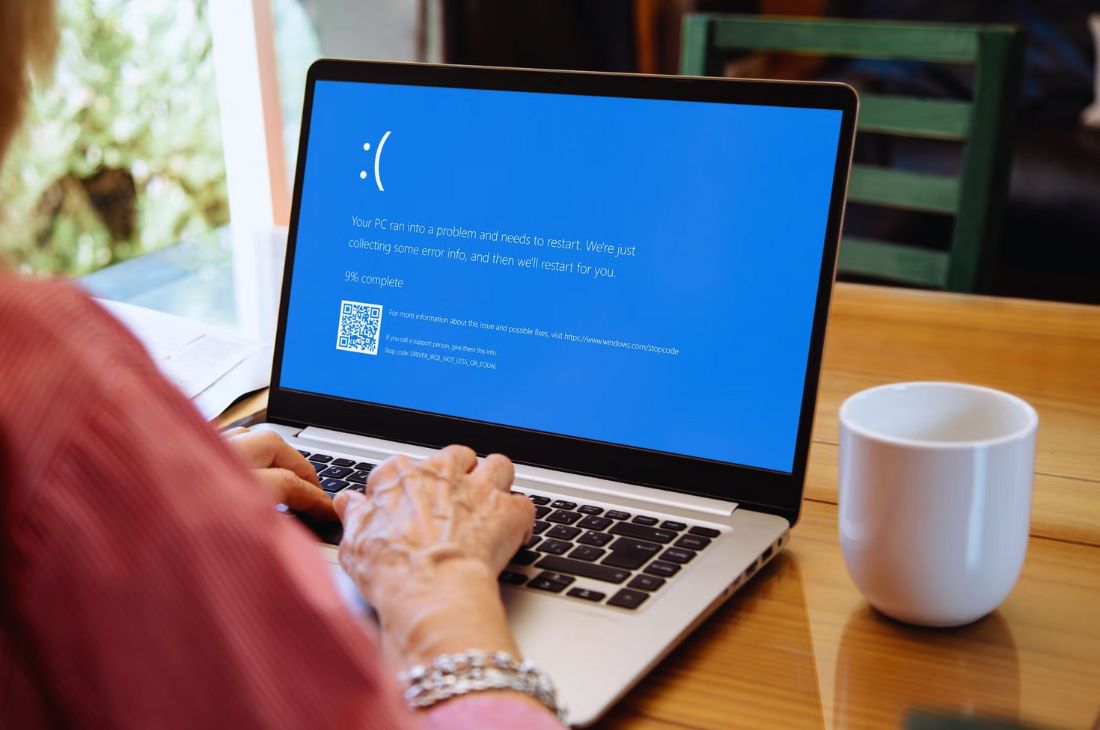 :(
Your PC ran into a problem and needs to restart. We're just
collecting some error info, and then we'll restart for you.
9% complete
For more information about this issue and possible fixes, visit https://www.windows.com/stopcode
If you call a support person, give them this info:
Stop code: DRIVER_IRQL_NOT_LESS_OR_EQUAL